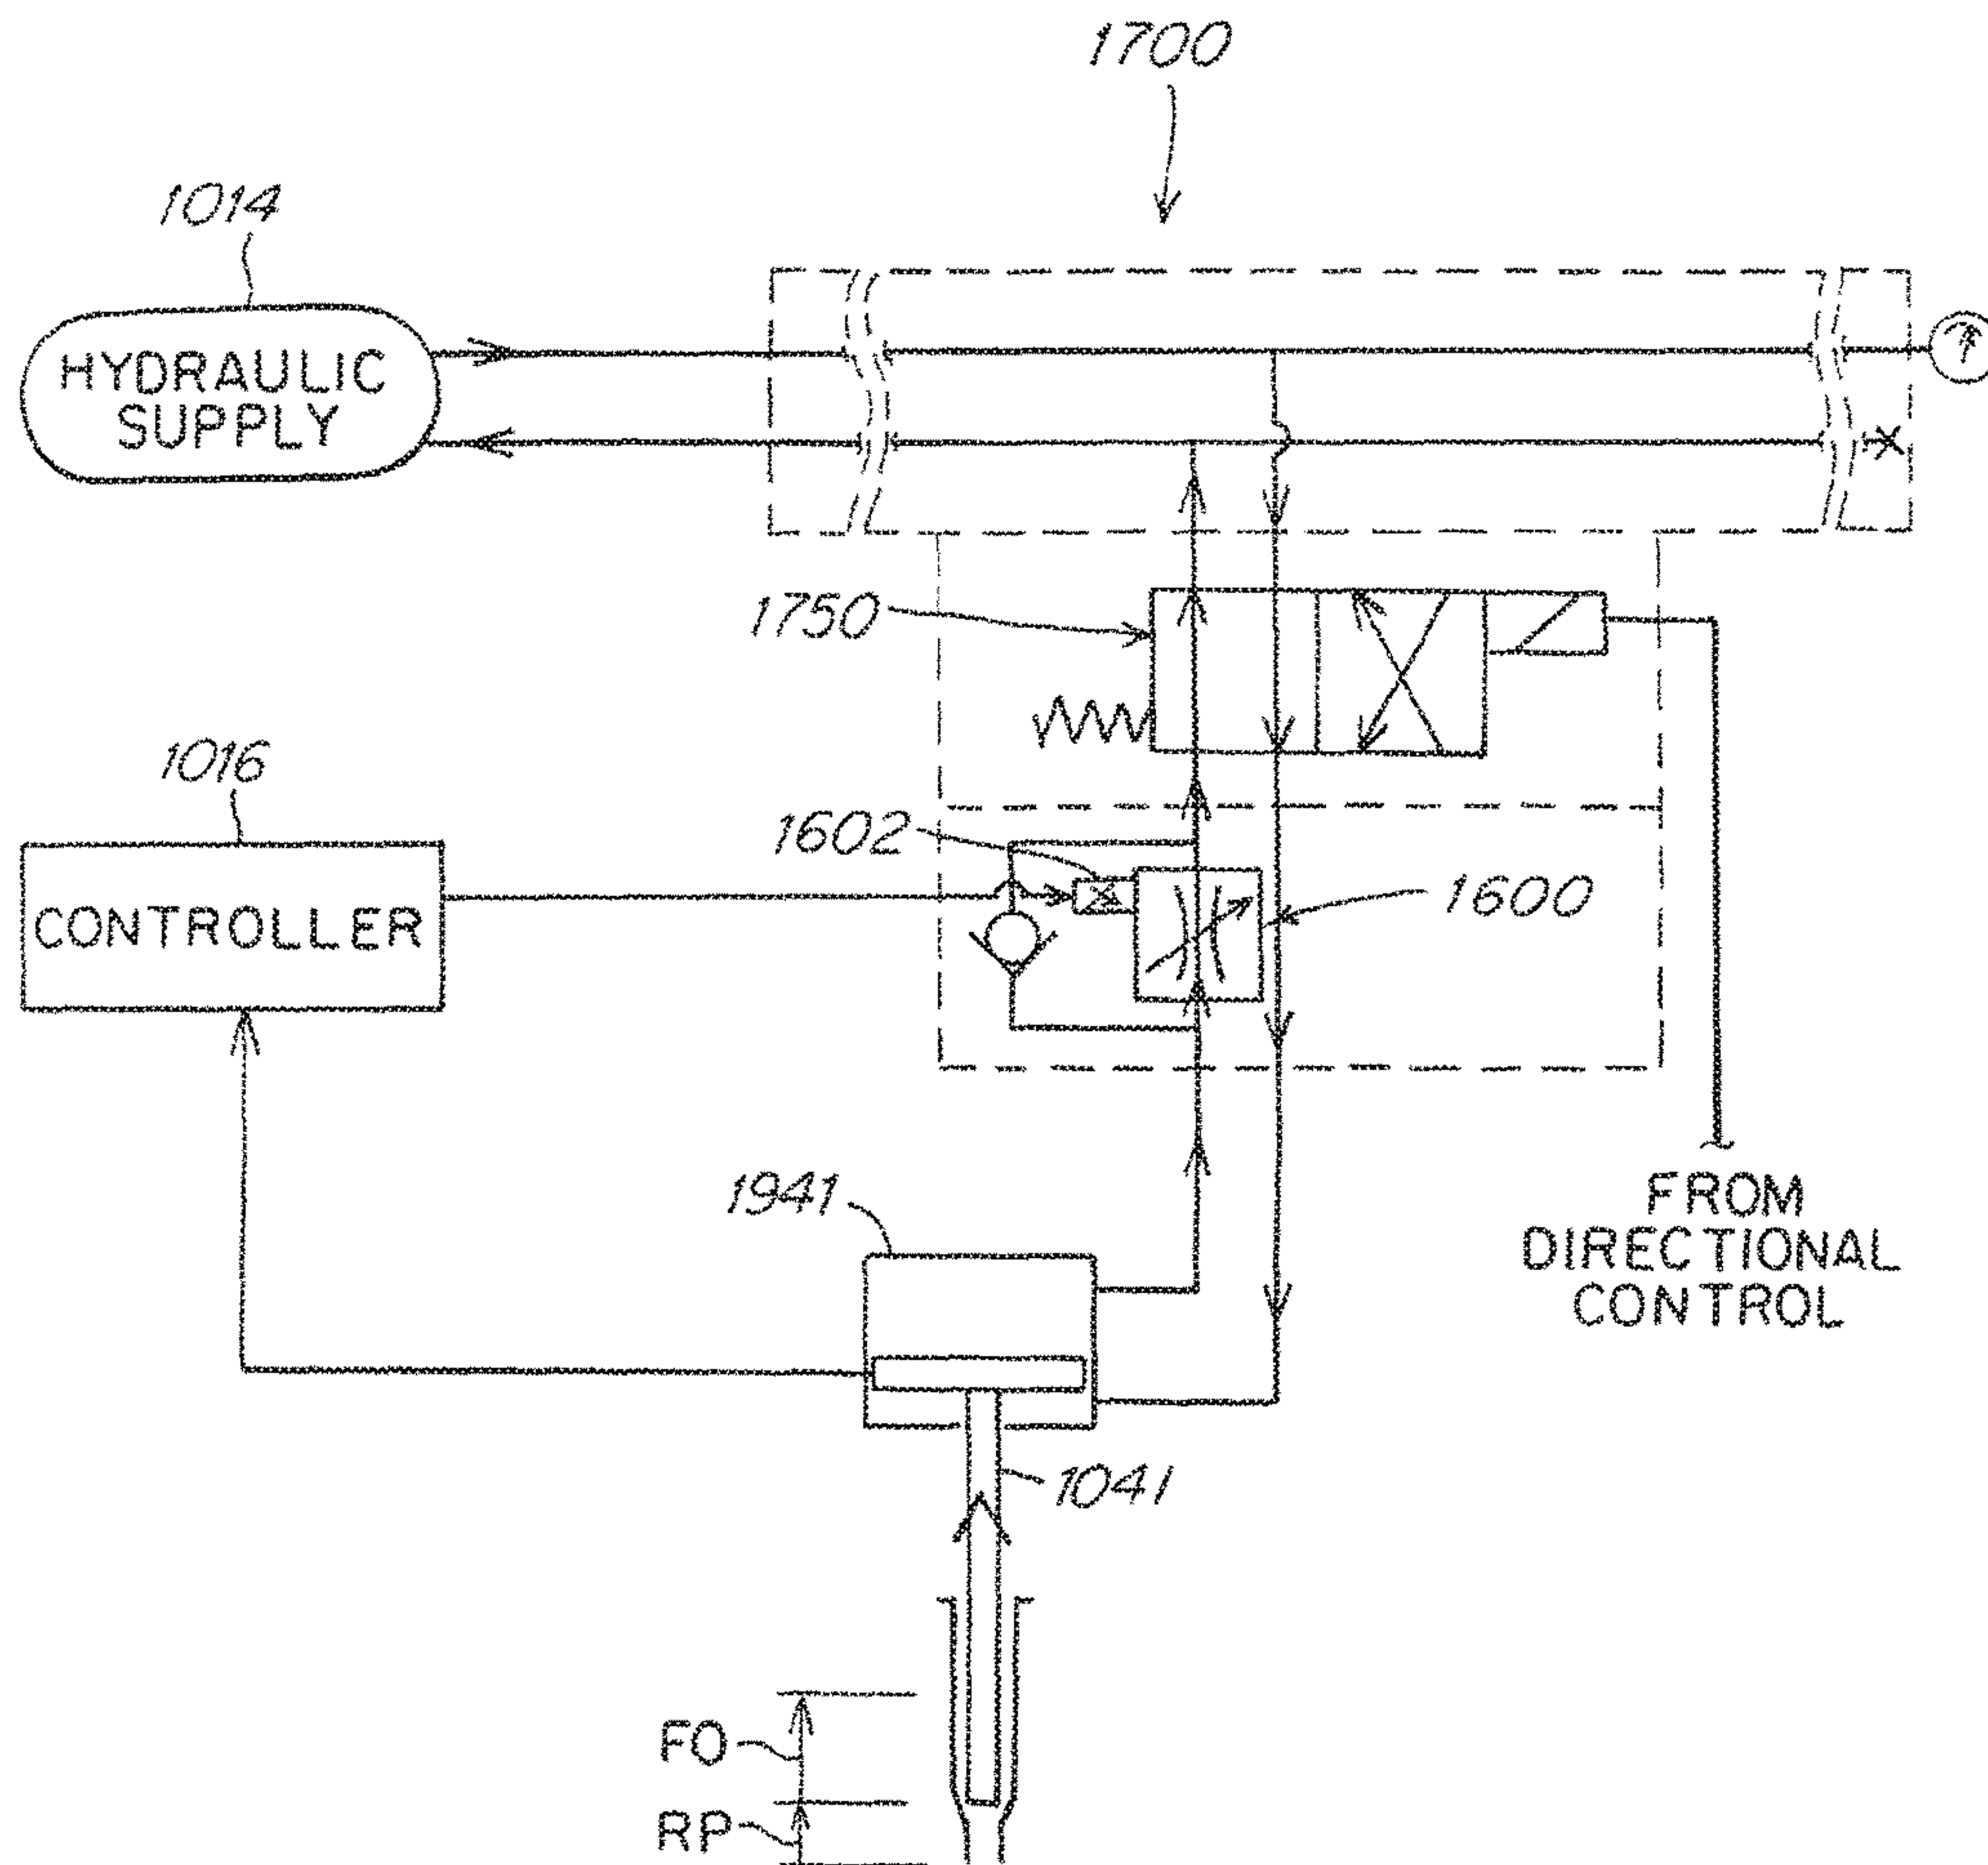 1700
1014
HYDRAULIC
SUPPLY
1750
1016
1602
CONTROLLER
1600
1941
FROM
DIRECTIONAL
CONTROL
1041
FO
RP